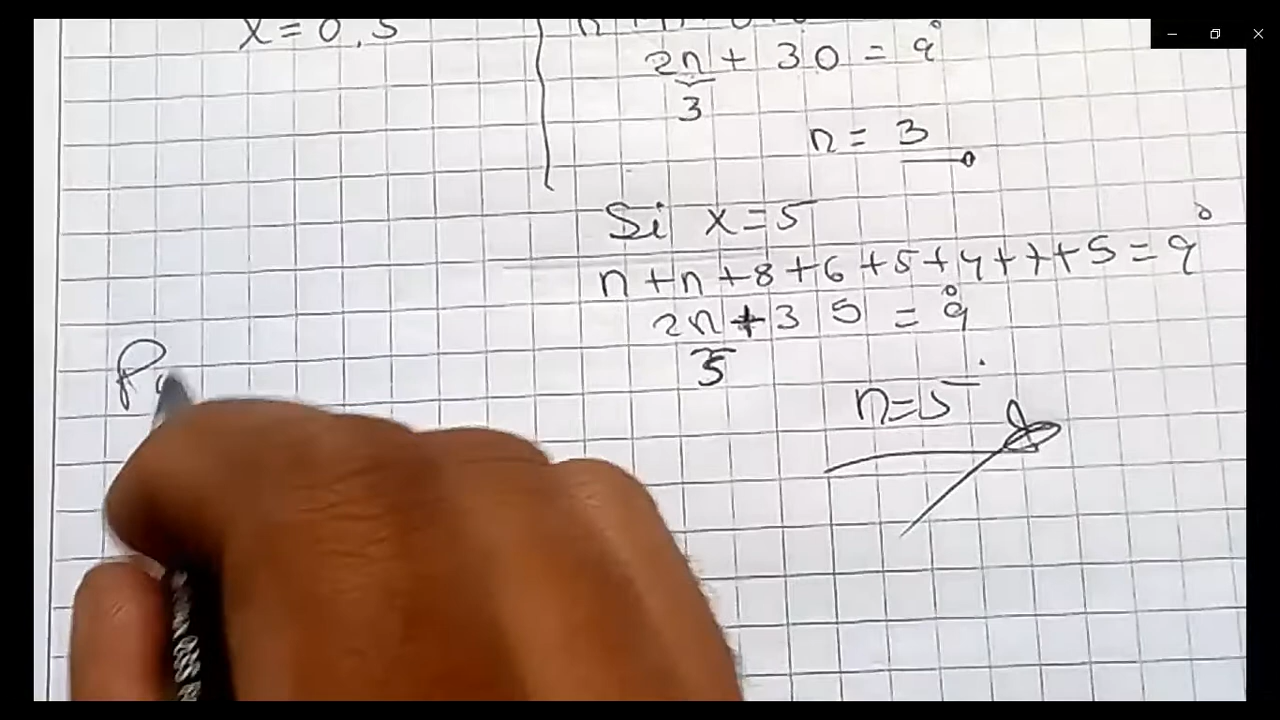 x = 0,5
2n + 30 = 9°
3
n = 3
Si x = 5
n + n + 8 + 6 + 5 + 4 + 7 + 5 = 9°
2n + 35 = 9°
n = 5